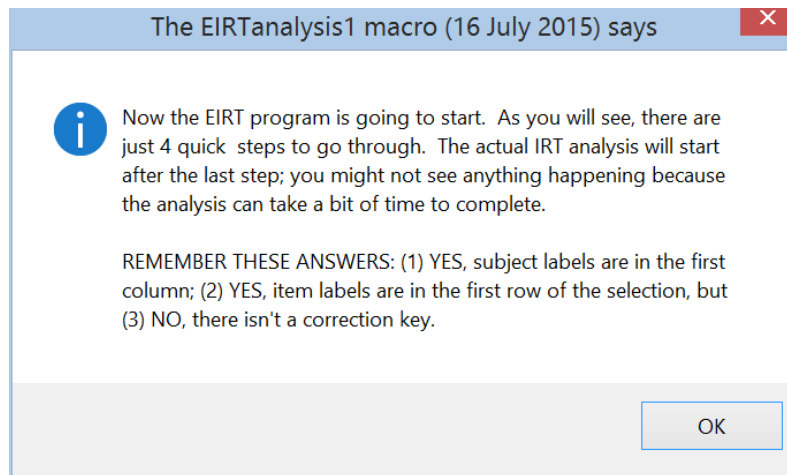 The EIRTanalysis1 macro (16 July 2015) says
Now the EIRT program is going to start. As you will see, there are
just 4 quick steps to go through. The actual IRT analysis will start
after the last step; you might not see anything happening because
the analysis can take a bit of time to complete.
REMEMBER THESE ANSWERS: (1) YES, subject labels are in the first
column; (2) YES, item labels are in the first row of the selection, but
(3) NO, there isn't a correction key.
OK